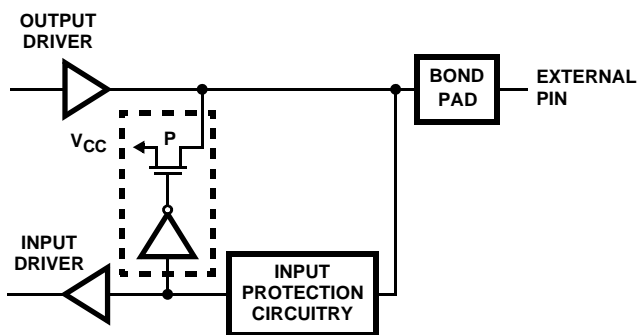 OUTPUT
DRIVER
BOND
PAD
EXTERNAL
PIN
VCC
P
INPUT
DRIVER
INPUT
PROTECTION
CIRCUITRY